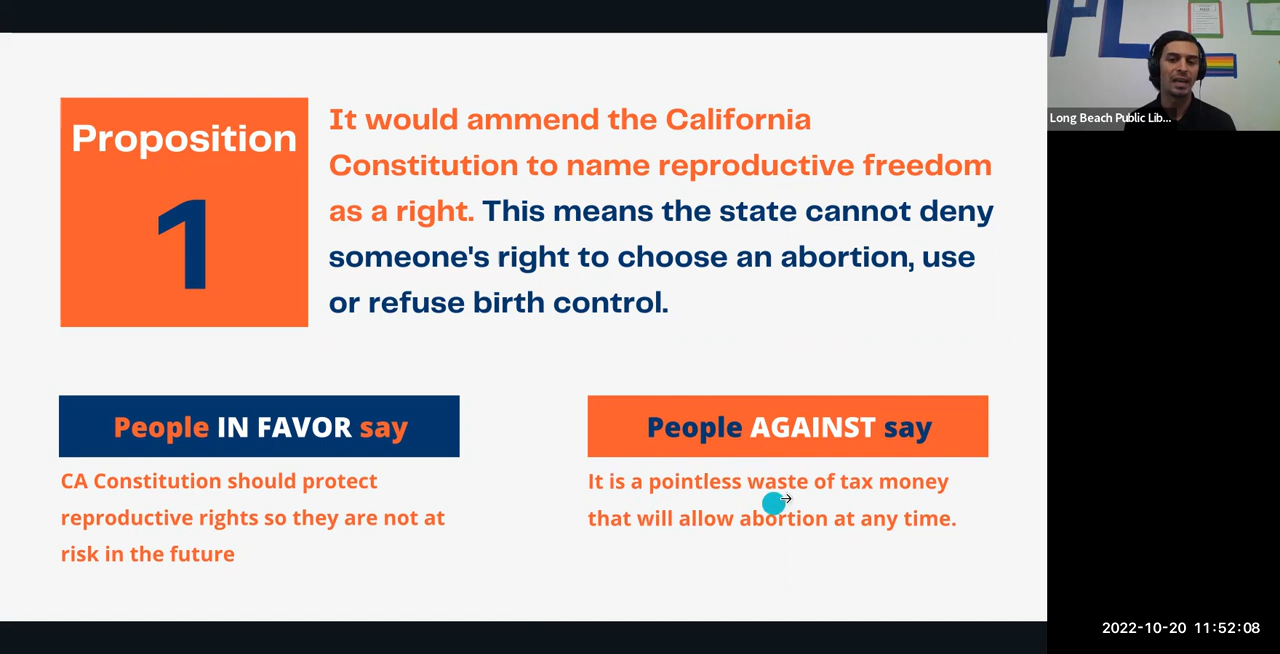 Proposition
1
It would ammend the California
Constitution to name reproductive freedom
as a right. This means the state cannot deny
someone's right to choose an abortion, use
or refuse birth control.
People IN FAVOR say
CA Constitution should protect
reproductive rights so they are not at
risk in the future
People AGAINST say
It is a pointless waste of tax money
that will allow abortion at any time.
PL
Long Beach Public Lib...
2022-10-20 11:52:08